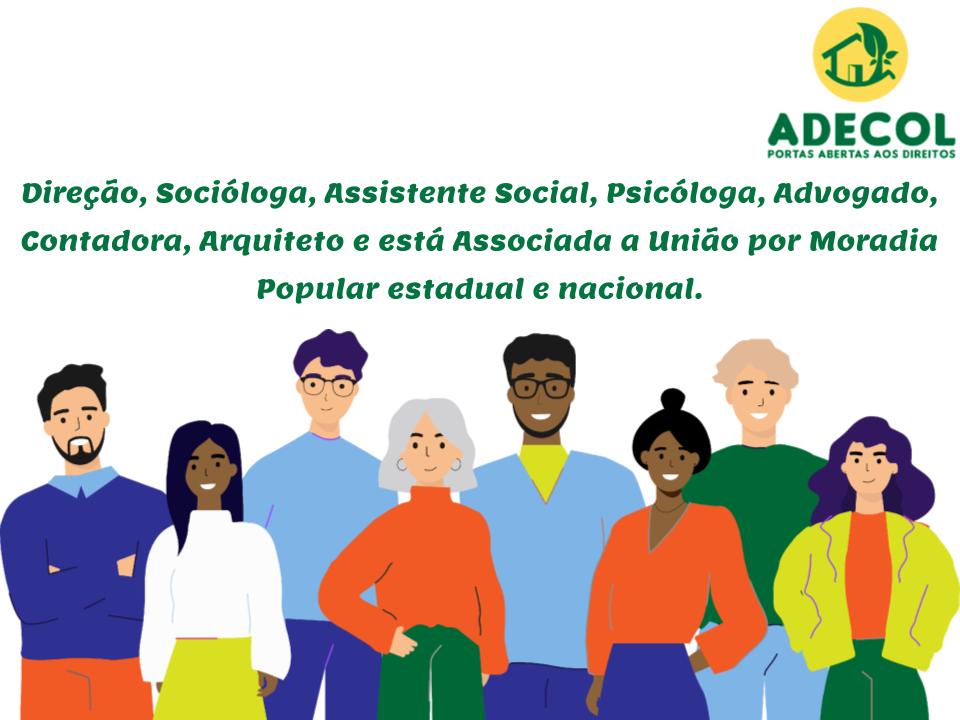 ADECOL
PORTAS ABERTAS AOS DIREITOS
Direção, Socióloga, Assistente Social, Psicóloga, Advogado,
Contadora, Arquiteto e está Associada a União por Moradia
Popular estadual e nacional.